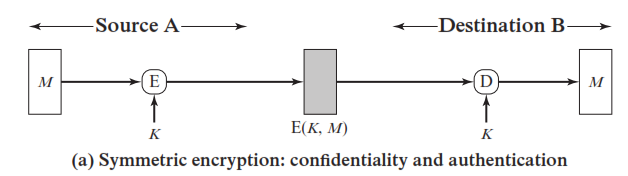 Source A
Destination B
M
E
D
M
K
E(K, M)
K
(a) Symmetric encryption: confidentiality and authentication